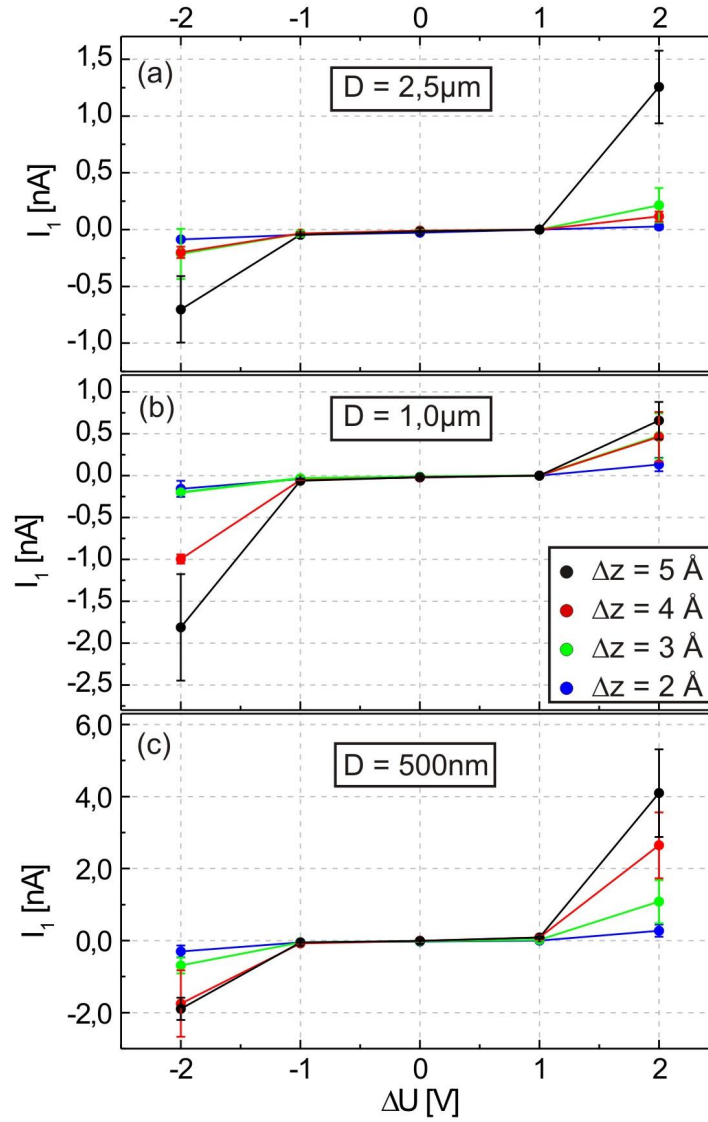 -2 -1 0 1 2
(a)
D = 2,5µm
1,5
1,0
0,5
0,0
-0,5
-1,0
I1 [nA]
(b)
D = 1,0µm
1,0
0,5
0,0
-0,5
-1,0
-1,5
-2,0
-2,5
I1 [nA]
Δz = 5 Å
Δz = 4 Å
Δz = 3 Å
Δz = 2 Å
(c)
D = 500nm
6,0
4,0
2,0
0,0
-2,0
I1 [nA]
-2 -1 0 1 2
ΔU [V]